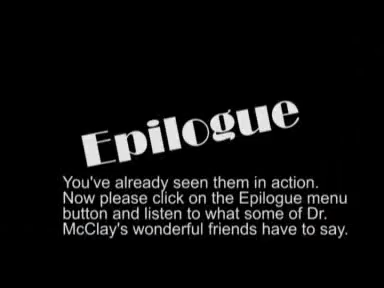 Epilogue
You've already seen them in action.
Now please click on the Epilogue menu
button and listen to what some of Dr.
McClay's wonderful friends have to say.